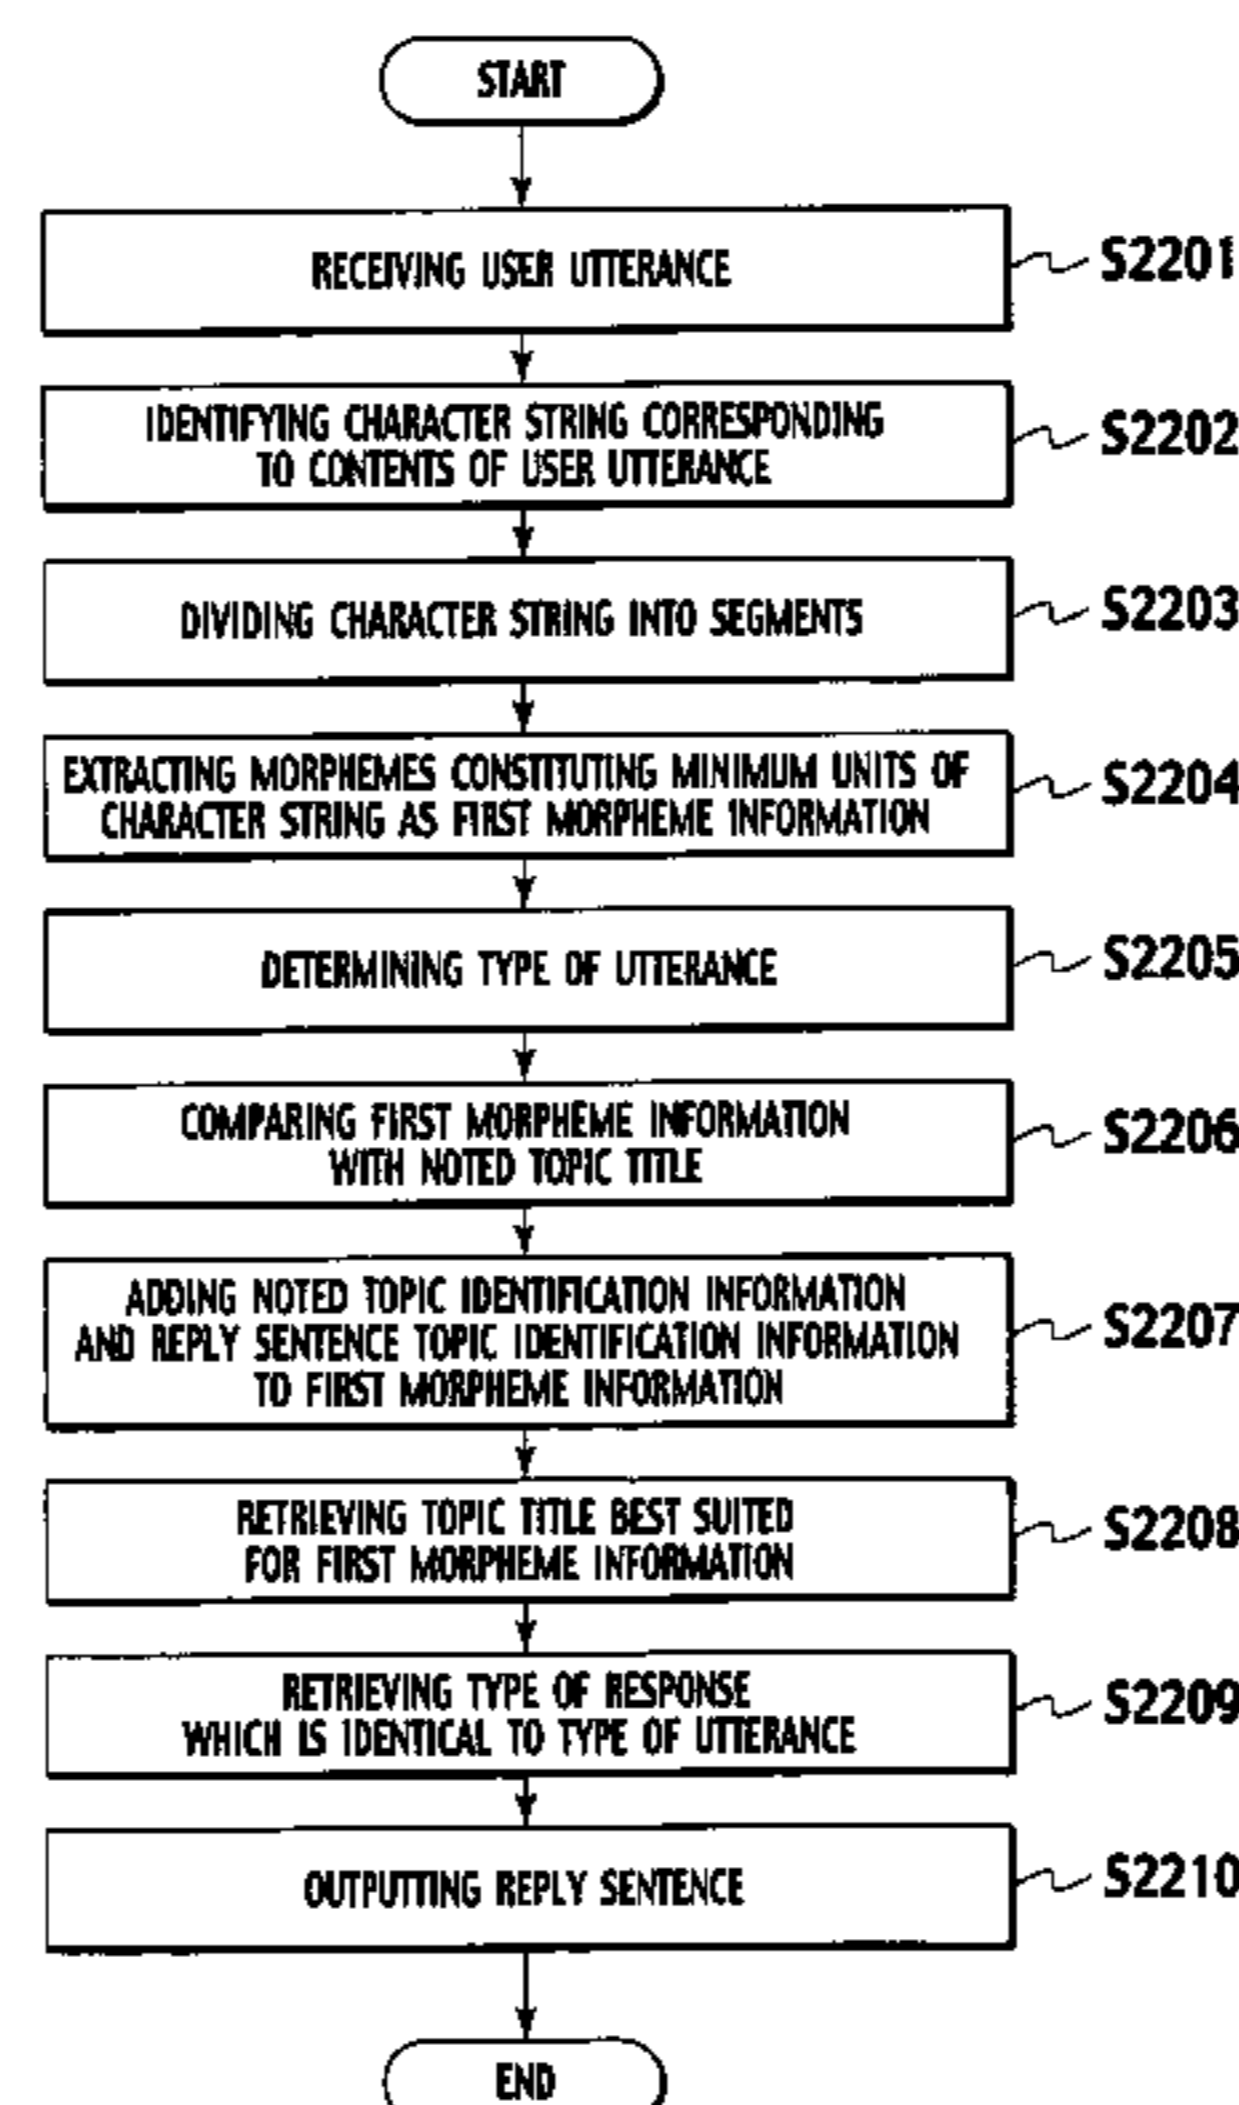 START
RECEIVING USER UTTERANCE
S2201
IDENTIFYING CHARACTER STRING CORRESPONDING
TO CONTENTS OF USER UTTERANCE
S2202
DIVIDING CHARACTER STRING INTO SEGMENTS
S2203
EXTRACTING MORPHEMES CONSTITUTING MINIMUM UNITS OF
CHARACTER STRING AS FIRST MORPHEME INFORMATION
S2204
DETERMINING TYPE OF UTTERANCE
S2205
COMPARING FIRST MORPHEME INFORMATION
WITH NOTED TOPIC TITLE
S2206
ADDING NOTED TOPIC IDENTIFICATION INFORMATION
AND REPLY SENTENCE TOPIC IDENTIFICATION INFORMATION
TO FIRST MORPHEME INFORMATION
S2207
RETRIEVING TOPIC TITLE BEST SUITED
FOR FIRST MORPHEME INFORMATION
S2208
RETRIEVING TYPE OF RESPONSE
WHICH IS IDENTICAL TO TYPE OF UTTERANCE
S2209
OUTPUTTING REPLY SENTENCE
S2210
END